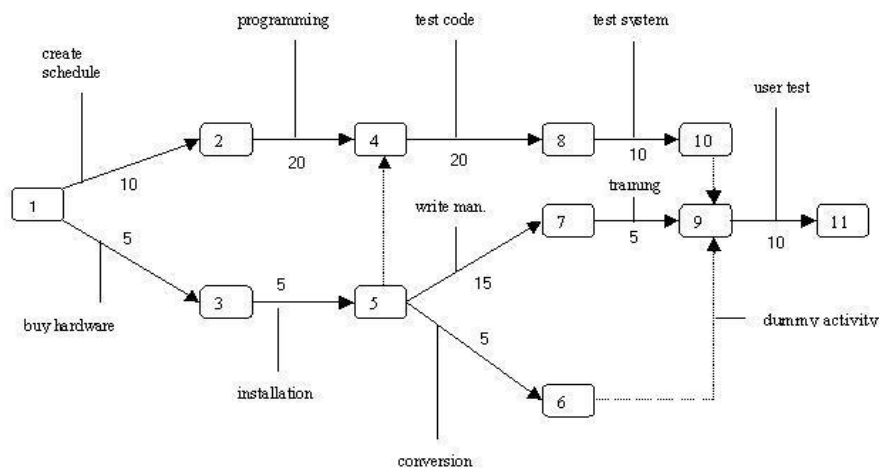 programming
test code
test system
create
schedule
user test
2
4
8
10
20
20
10
10
1
write man.
training
7
9
11
5
5
10
5
15
3
5
buy hardware
5
dummy activity
installation
6
conversion